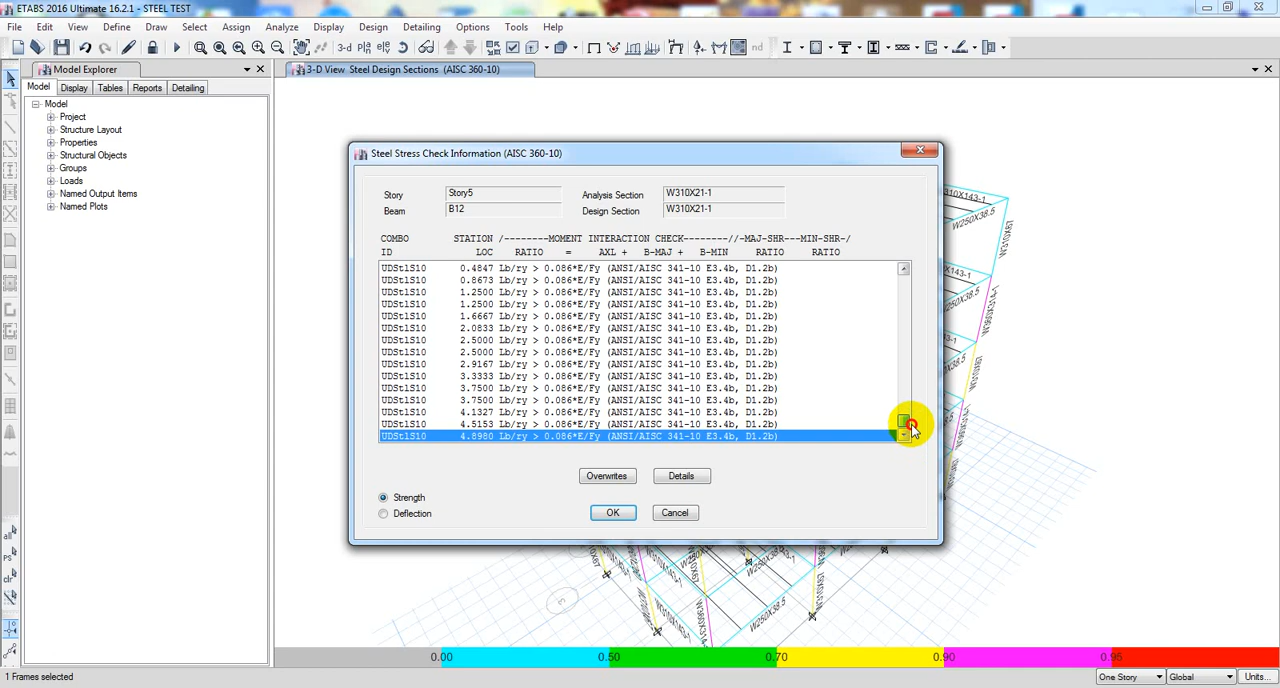 ETABS 2016 Ultimate 16.2.1 - STEEL TEST
File Edit View Define Draw Select Assign Analyze Display Design Detailing Options Tools Help
3-d Pla ele nd
Model Explorer
3-D View Steel Design Sections (AISC 360-10)
Model Display Tables Reports Detailing
Model
Project
Structure Layout
Properties
Structural Objects
Groups
Loads
Named Output Items
Named Plots
Steel Stress Check Information (AISC 360-10)
Story Story5 Analysis Section W310X21-1
Beam B12 Design Section W310X21-1
COMBO STATION /--------MOMENT INTERACTION CHECK--------//-MAJ-SHR---MIN-SHR-/
ID LOC RATIO = AXL + B-MAJ + B-MIN RATIO RATIO
UDStlS10 0.4847 Lb/ry > 0.086*E/Fy (ANSI/AISC 341-10 E3.4b, D1.2b)
UDStlS10 0.8673 Lb/ry > 0.086*E/Fy (ANSI/AISC 341-10 E3.4b, D1.2b)
UDStlS10 1.2500 Lb/ry > 0.086*E/Fy (ANSI/AISC 341-10 E3.4b, D1.2b)
UDStlS10 1.2500 Lb/ry > 0.086*E/Fy (ANSI/AISC 341-10 E3.4b, D1.2b)
UDStlS10 1.6667 Lb/ry > 0.086*E/Fy (ANSI/AISC 341-10 E3.4b, D1.2b)
UDStlS10 2.0833 Lb/ry > 0.086*E/Fy (ANSI/AISC 341-10 E3.4b, D1.2b)
UDStlS10 2.5000 Lb/ry > 0.086*E/Fy (ANSI/AISC 341-10 E3.4b, D1.2b)
UDStlS10 2.5000 Lb/ry > 0.086*E/Fy (ANSI/AISC 341-10 E3.4b, D1.2b)
UDStlS10 2.9167 Lb/ry > 0.086*E/Fy (ANSI/AISC 341-10 E3.4b, D1.2b)
UDStlS10 3.3333 Lb/ry > 0.086*E/Fy (ANSI/AISC 341-10 E3.4b, D1.2b)
UDStlS10 3.7500 Lb/ry > 0.086*E/Fy (ANSI/AISC 341-10 E3.4b, D1.2b)
UDStlS10 3.7500 Lb/ry > 0.086*E/Fy (ANSI/AISC 341-10 E3.4b, D1.2b)
UDStlS10 4.1327 Lb/ry > 0.086*E/Fy (ANSI/AISC 341-10 E3.4b, D1.2b)
UDStlS10 4.5153 Lb/ry > 0.086*E/Fy (ANSI/AISC 341-10 E3.4b, D1.2b)
UDStlS10 4.8980 Lb/ry > 0.086*E/Fy (ANSI/AISC 341-10 E3.4b, D1.2b)
Overwrites Details
Strength
Deflection
OK Cancel
W250X38.5
W250X38.5
W250X38.5
all
PS
clr
0.00 0.50 0.70 0.90 0.95
1 Frames selected
One Story Global Units...